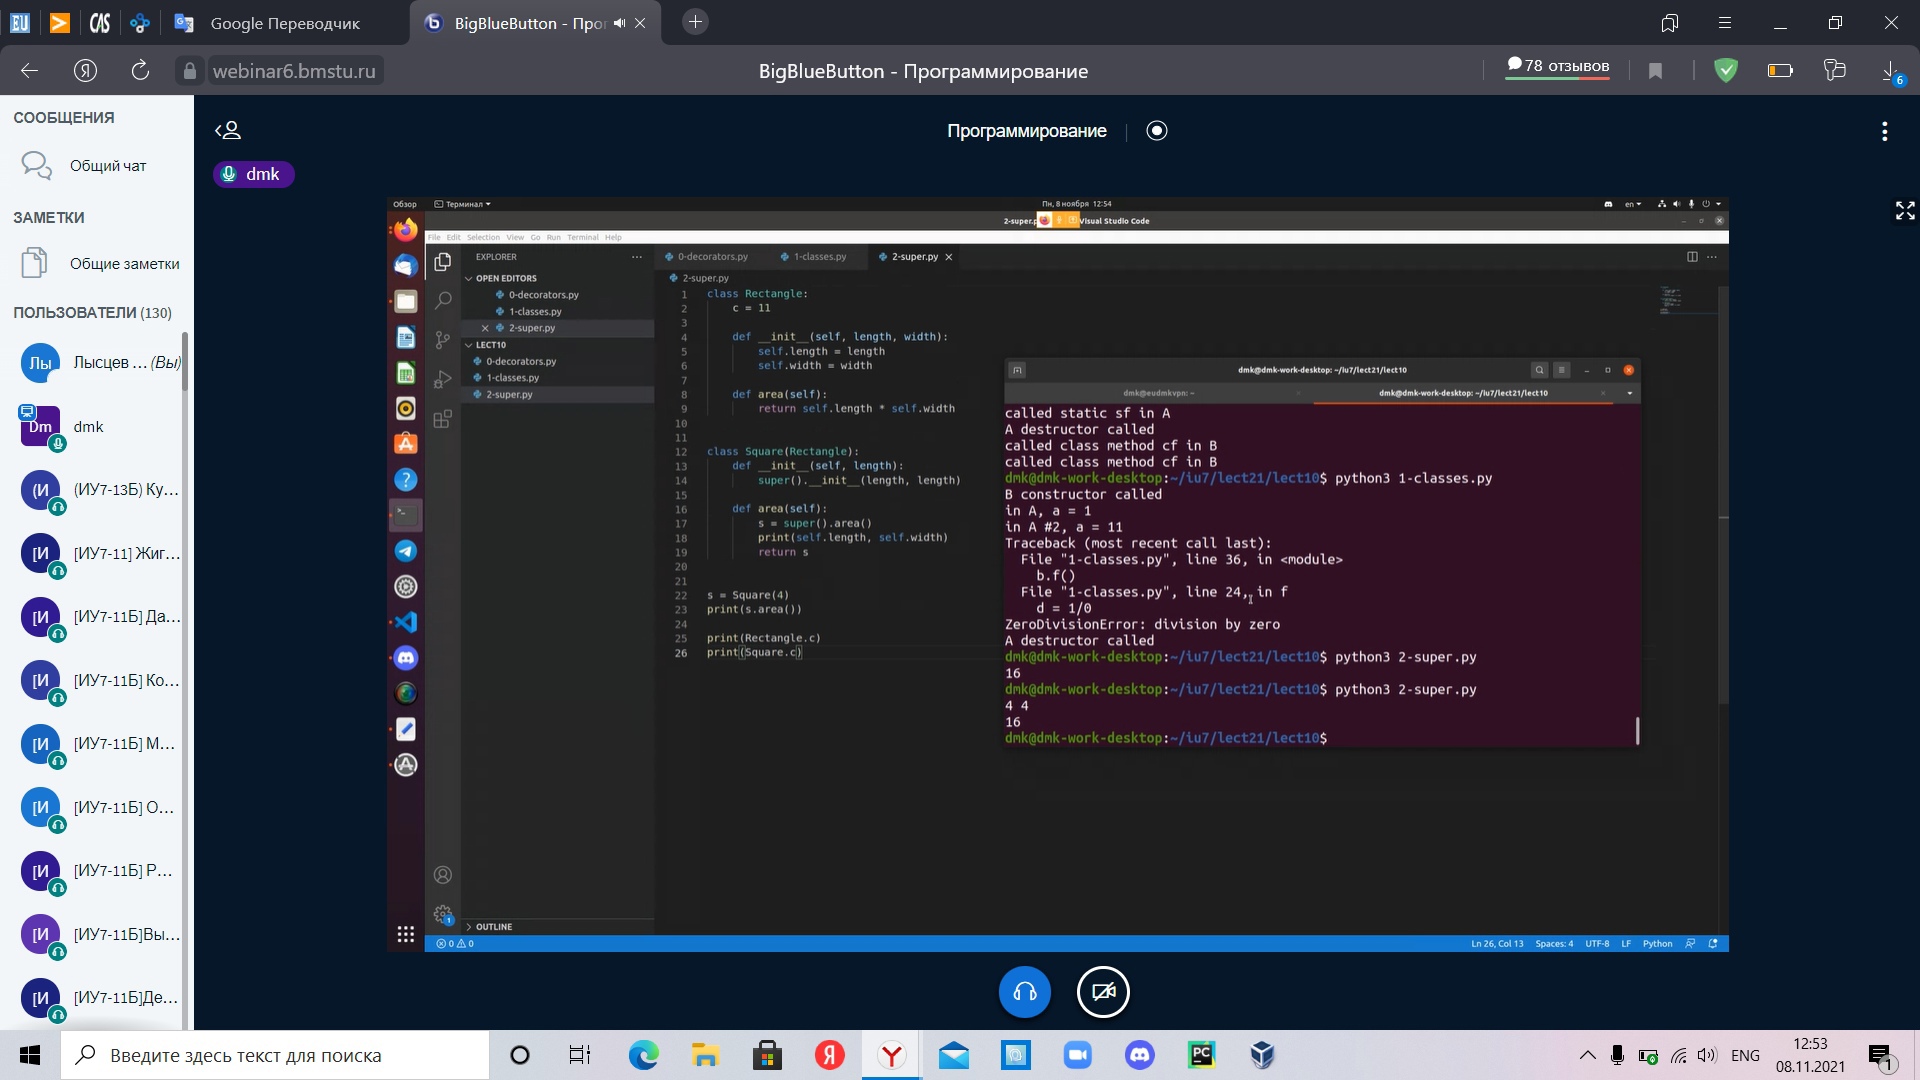 Google Переводчик
BigBlueButton - Про
webinar6.bmstu.ru
BigBlueButton - Программирование
78 отзывов
6
СООБЩЕНИЯ
Общий чат
ЗАМЕТКИ
Общие заметки
ПОЛЬЗОВАТЕЛИ (130)
Лы
Лысцев ... (Вы)
Dm
dmk
(И
(ИУ7-13Б) Ку...
[И
[ИУ7-11] Жиг...
[И
[ИУ7-11Б] Да...
[И
[ИУ7-11Б] Ко...
[И
[ИУ7-11Б] М...
[И
[ИУ7-11Б] О...
[И
[ИУ7-11Б] Р...
[И
[ИУ7-11Б]Вы...
[И
[ИУ7-11Б]Де...
Программирование
dmk
Обзор
Терминал
Пн, 8 ноября 12:54
en
2-super.p
Visual Studio Code
File Edit Selection View Go Run Terminal Help
EXPLORER
OPEN EDITORS
0-decorators.py
1-classes.py
2-super.py
LECT10
0-decorators.py
1-classes.py
2-super.py
OUTLINE
0-decorators.py
1-classes.py
2-super.py
2-super.py
1 class Rectangle:
2 c = 11
3
4 def __init__(self, length, width):
5 self.length = length
6 self.width = width
7
8 def area(self):
9 return self.length * self.width
10
11
12 class Square(Rectangle):
13 def __init__(self, length):
14 super().__init__(length, length)
15
16 def area(self):
17 s = super().area()
18 print(self.length, self.width)
19 return s
20
21
22 s = Square(4)
23 print(s.area())
24
25 print(Rectangle.c)
26 print(Square.c)
dmk@dmk-work-desktop: ~/iu7/lect21/lect10
dmk@eudmkvpn: ~
dmk@dmk-work-desktop: ~/iu7/lect21/lect10
called static sf in A
A destructor called
called class method cf in B
called class method cf in B
dmk@dmk-work-desktop:~/iu7/lect21/lect10$ python3 1-classes.py
B constructor called
in A, a = 1
in A #2, a = 11
Traceback (most recent call last):
File "1-classes.py", line 36, in <module>
b.f()
File "1-classes.py", line 24, in f
d = 1/0
ZeroDivisionError: division by zero
A destructor called
dmk@dmk-work-desktop:~/iu7/lect21/lect10$ python3 2-super.py
16
dmk@dmk-work-desktop:~/iu7/lect21/lect10$ python3 2-super.py
4 4
16
dmk@dmk-work-desktop:~/iu7/lect21/lect10$
0 0
Ln 26, Col 13 Spaces: 4 UTF-8 LF Python
Введите здесь текст для поиска
ENG
12:53
08.11.2021
1